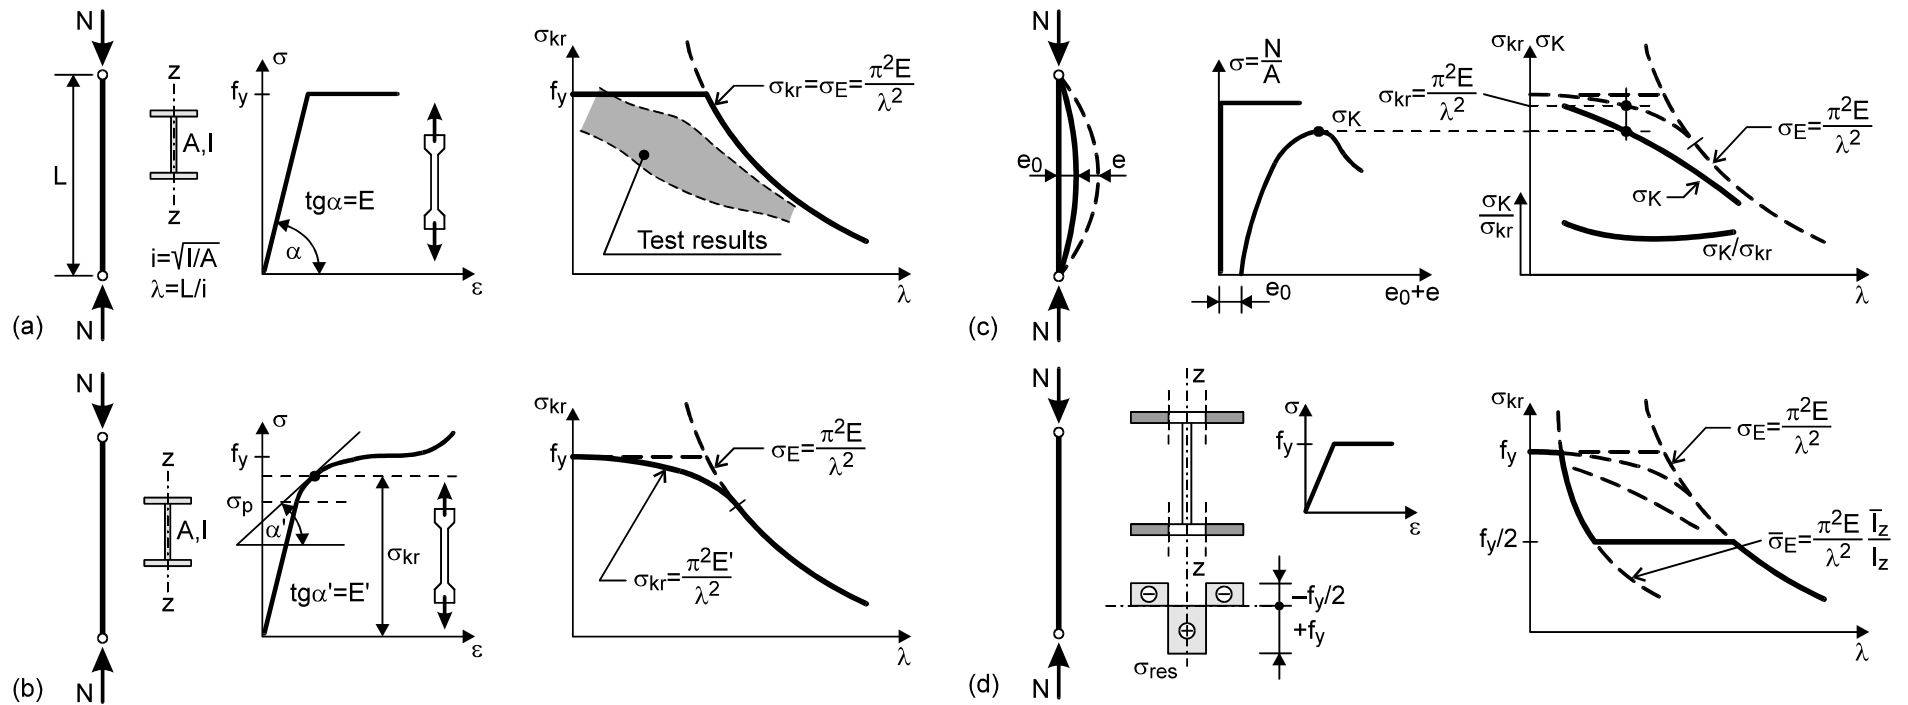 N
L
N
(a)
z
A,I
z
i=√I/A
λ=L/i
σ
f_y
tgα=E
α
ε
σ_kr
f_y
σ_kr=σ_E=π²E/λ²
Test results
λ
N
N
(b)
z
A,I
z
σ
f_y
σ_p
α'
σ_kr
tgα'=E'
ε
σ_kr
f_y
σ_E=π²E/λ²
σ_kr=π²E'/λ²
λ
N
e_0
e
N
(c)
σ=N/A
σ_K
e_0
e_0+e
σ_kr σ_K
σ_kr=π²E/λ²
σ_E=π²E/λ²
σ_K
σ_K/σ_kr
σ_K/σ_kr
λ
N
N
(d)
z
z
−f_y/2
+f_y
σ_res
σ
f_y
ε
σ_kr
f_y
σ_E=π²E/λ²
f_y/2
σ̅_E=π²E/λ² I̅_z/I_z
λ